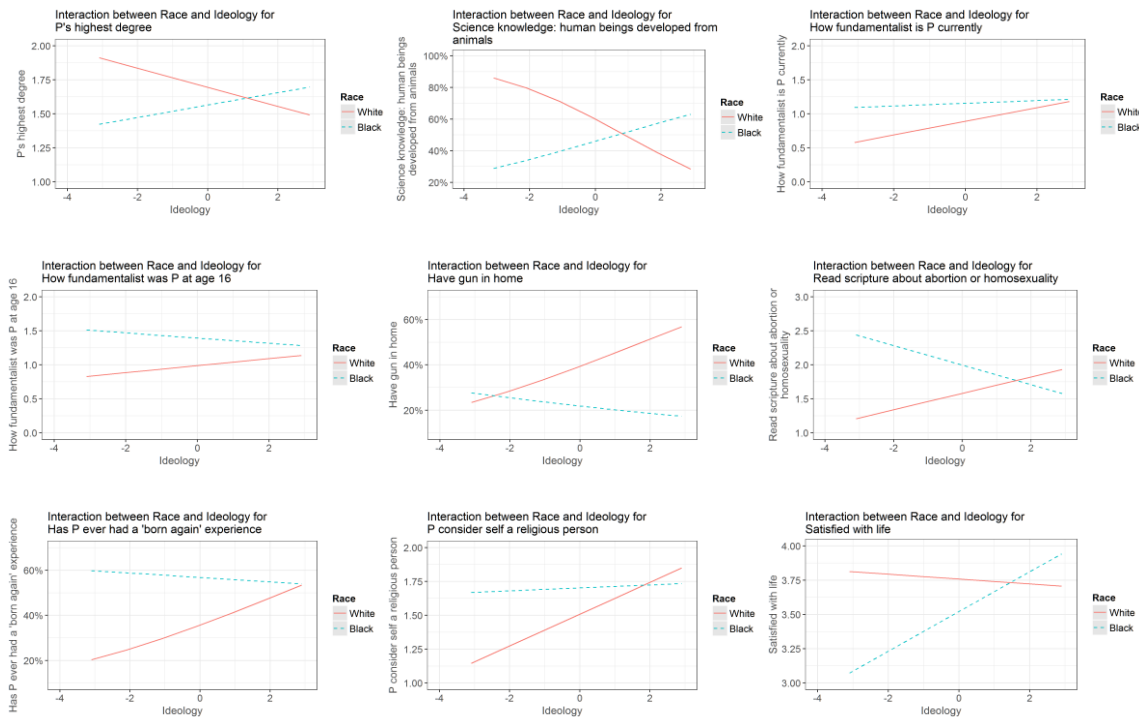 Interaction between Race and Ideology for
P's highest degree
2.00
1.75
1.50
1.25
1.00
P's highest degree
-4
-2
0
2
Ideology
Race
White
Black
Interaction between Race and Ideology for
Science knowledge: human beings developed from
animals
100%
80%
60%
40%
20%
Science knowledge: human beings
developed from animals
-4
-2
0
2
Ideology
Race
White
Black
Interaction between Race and Ideology for
How fundamentalist is P currently
2.0
1.5
1.0
0.5
0.0
How fundamentalist is P currently
-4
-2
0
2
Ideology
Race
White
Black
Interaction between Race and Ideology for
How fundamentalist was P at age 16
2.0
1.5
1.0
0.5
0.0
How fundamentalist was P at age 16
-4
-2
0
2
Ideology
Race
White
Black
Interaction between Race and Ideology for
Have gun in home
60%
40%
20%
Have gun in home
-4
-2
0
2
Ideology
Race
White
Black
Interaction between Race and Ideology for
Read scripture about abortion or homosexuality
3.0
2.5
2.0
1.5
1.0
Read scripture about abortion or
homosexuality
-4
-2
0
2
Ideology
Race
White
Black
Interaction between Race and Ideology for
Has P ever had a 'born again' experience
60%
40%
20%
Has P ever had a 'born again' experience
-4
-2
0
2
Ideology
Race
White
Black
Interaction between Race and Ideology for
P consider self a religious person
2.00
1.75
1.50
1.25
1.00
P consider self a religious person
-4
-2
0
2
Ideology
Race
White
Black
Interaction between Race and Ideology for
Satisfied with life
4.00
3.75
3.50
3.25
3.00
Satisfied with life
-4
-2
0
2
Ideology
Race
White
Black